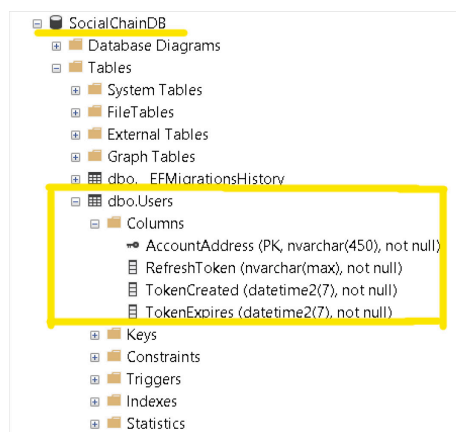 SocialChainDB
Database Diagrams
Tables
System Tables
FileTables
External Tables
Graph Tables
dbo.__EFMigrationsHistory
dbo.Users
Columns
AccountAddress (PK, nvarchar(450), not null)
RefreshToken (nvarchar(max), not null)
TokenCreated (datetime2(7), not null)
TokenExpires (datetime2(7), not null)
Keys
Constraints
Triggers
Indexes
Statistics